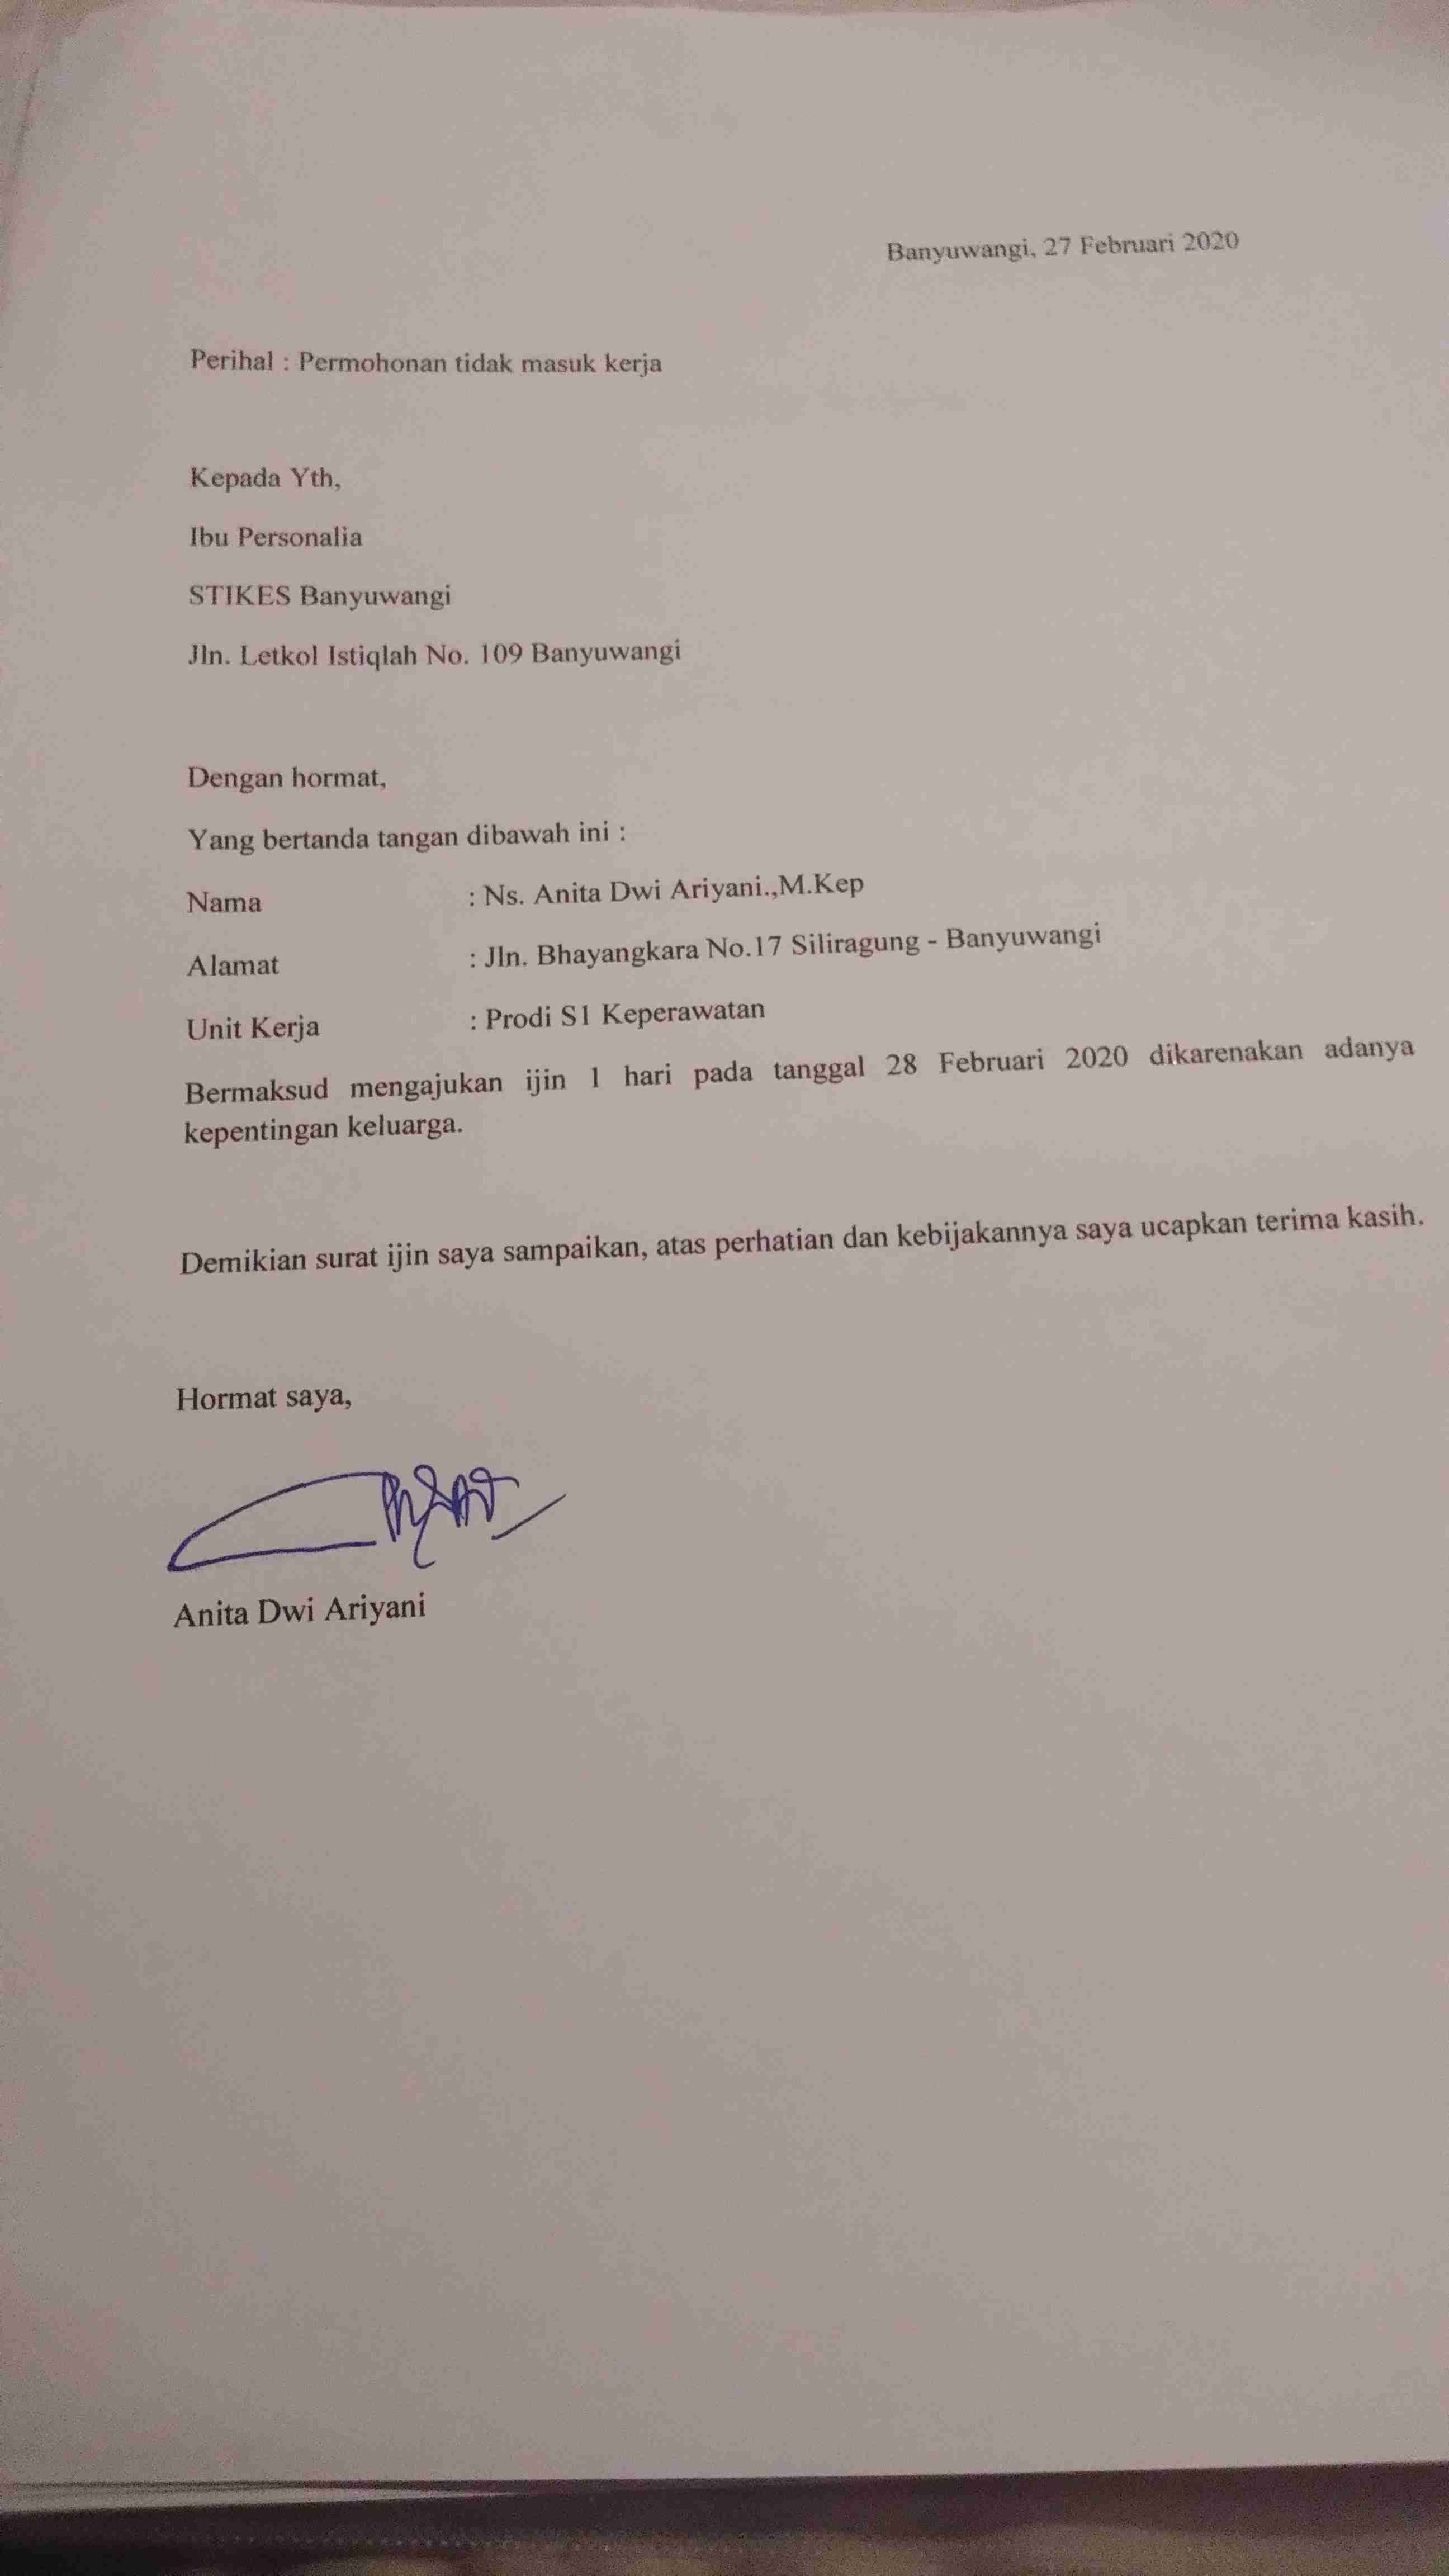 Banyuwangi, 27 Februari 2020
Perihal : Permohonan tidak masuk kerja
Kepada Yth,
Ibu Personalia
STIKES Banyuwangi
Jln. Letkol Istiqlah No. 109 Banyuwangi
Dengan hormat,
Yang bertanda tangan dibawah ini :
Nama : Ns. Anita Dwi Ariyani.,M.Kep
Alamat : Jln. Bhayangkara No.17 Siliragung - Banyuwangi
Unit Kerja : Prodi S1 Keperawatan
Bermaksud mengajukan ijin 1 hari pada tanggal 28 Februari 2020 dikarenakan adanya
kepentingan keluarga.
Demikian surat ijin saya sampaikan, atas perhatian dan kebijakannya saya ucapkan terima kasih.
Hormat saya,
Anita Dwi Ariyani